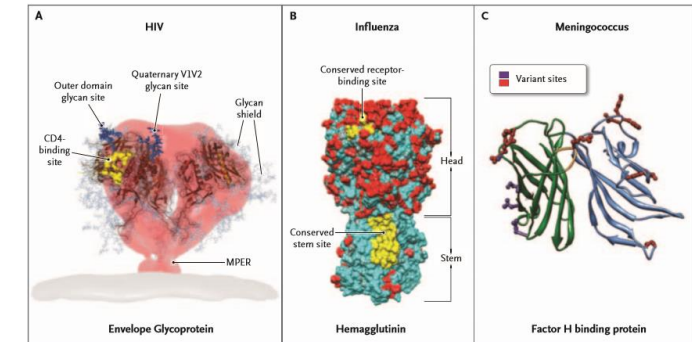 A
HIV
Outer domain
glycan site
Quaternary V1V2
glycan site
Glycan
shield
CD4-
binding
site
MPER
Envelope Glycoprotein
B
Influenza
Conserved receptor-
binding site
Head
Conserved
stem site
Stem
Hemagglutinin
C
Meningococcus
Variant sites
Factor H binding protein